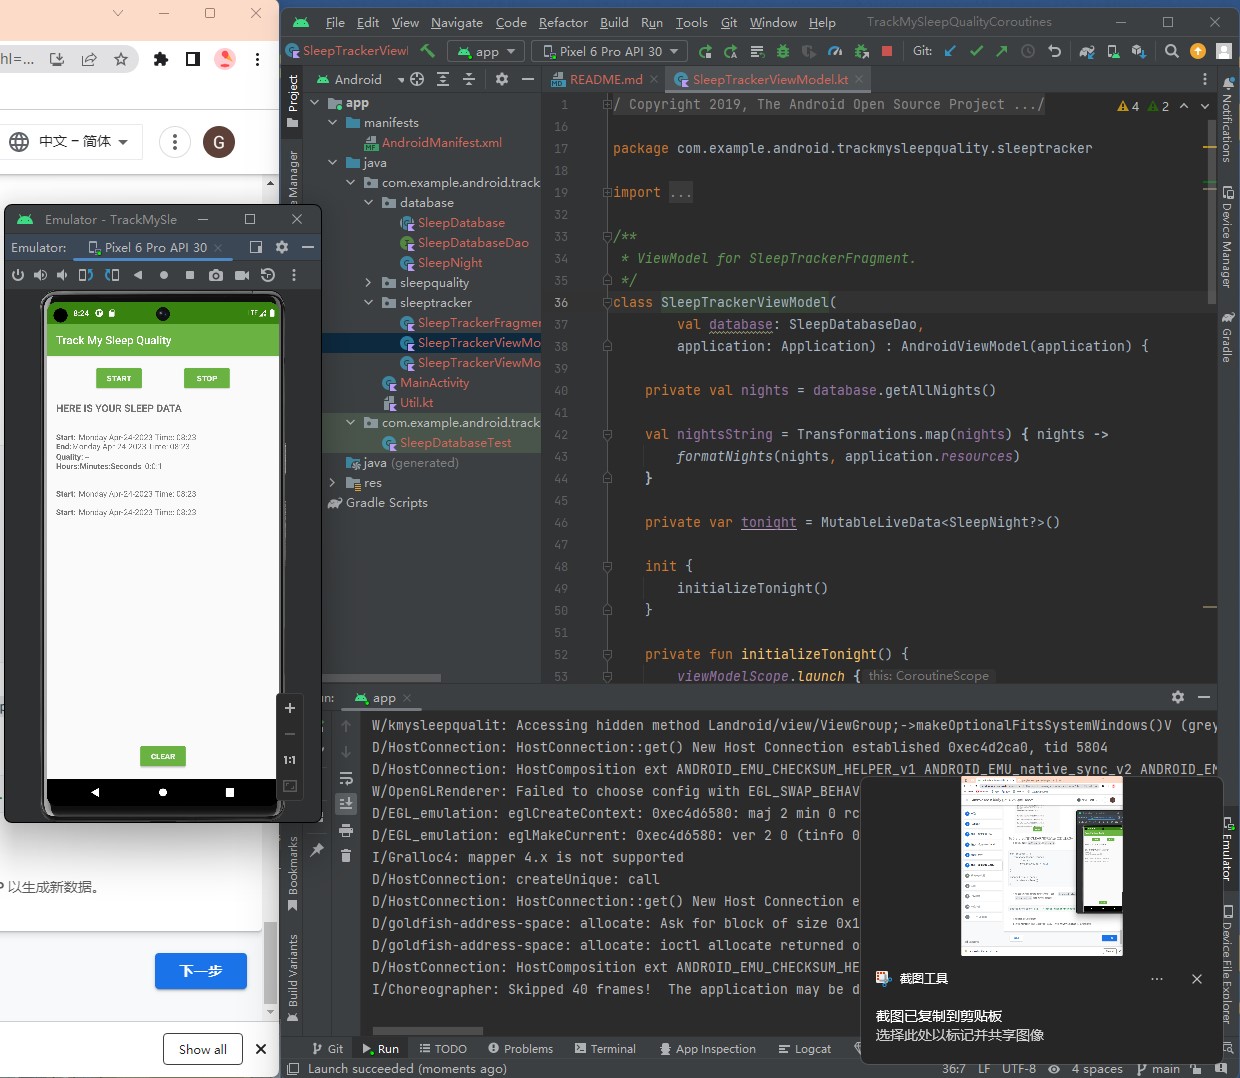 hl=...
中文 – 简体
G
File Edit View Navigate Code Refactor Build Run Tools Git Window Help TrackMySleepQualityCoroutines
SleepTrackerViewM
app
Pixel 6 Pro API 30
Git:
Project
Android
README.md
SleepTrackerViewModel.kt
app
manifests
AndroidManifest.xml
java
com.example.android.track
database
SleepDatabase
SleepDatabaseDao
SleepNight
sleepquality
sleeptracker
SleepTrackerFragmer
SleepTrackerViewMo
SleepTrackerViewMo
MainActivity
Util.kt
com.example.android.track
SleepDatabaseTest
java (generated)
res
Gradle Scripts
4 2
1 / Copyright 2019, The Android Open Source Project .../
16
17 package com.example.android.trackmysleepquality.sleeptracker
18
19 import ...
32
33 /**
34 * ViewModel for SleepTrackerFragment.
35 */
36 class SleepTrackerViewModel(
37 val database: SleepDatabaseDao,
38 application: Application) : AndroidViewModel(application) {
39
40 private val nights = database.getAllNights()
41
42 val nightsString = Transformations.map(nights) { nights ->
43 formatNights(nights, application.resources)
44 }
45
46 private var tonight = MutableLiveData<SleepNight?>()
47
48 init {
49 initializeTonight()
50 }
51
52 private fun initializeTonight() {
53 viewModelScope.launch { this: CoroutineScope
Notifications
Device Manager
Gradle
Emulator
Device File Explorer
Emulator - TrackMySle
Emulator: Pixel 6 Pro API 30
8:24
LTE
Track My Sleep Quality
START STOP
HERE IS YOUR SLEEP DATA
Start: Monday Apr-24-2023 Time: 08:23
End:Monday Apr-24-2023 Time: 08:23
Quality: --
Hours:Minutes:Seconds 0:0:1
Start: Monday Apr-24-2023 Time: 08:23
Start: Monday Apr-24-2023 Time: 08:23
CLEAR
1:1
P 以生成新数据。
下一步
Show all
Bookmarks
Build Variants
un: app
W/kmysleepqualit: Accessing hidden method Landroid/view/ViewGroup;->makeOptionalFitsSystemWindows()V (grey
D/HostConnection: HostConnection::get() New Host Connection established 0xec4d2ca0, tid 5804
D/HostConnection: HostComposition ext ANDROID_EMU_CHECKSUM_HELPER_v1 ANDROID_EMU_native_sync_v2 ANDROID_EM
W/OpenGLRenderer: Failed to choose config with EGL_SWAP_BEHAV
D/EGL_emulation: eglCreateContext: 0xec4d6580: maj 2 min 0 rc
D/EGL_emulation: eglMakeCurrent: 0xec4d6580: ver 2 0 (tinfo 0
I/Gralloc4: mapper 4.x is not supported
D/HostConnection: createUnique: call
D/HostConnection: HostConnection::get() New Host Connection e
D/goldfish-address-space: allocate: Ask for block of size 0x1
D/goldfish-address-space: allocate: ioctl allocate returned o
D/HostConnection: HostComposition ext ANDROID_EMU_CHECKSUM_HE
I/Choreographer: Skipped 40 frames! The application may be d
截图工具
截图已复制到剪贴板
选择此处以标记并共享图像
Git Run TODO Problems Terminal App Inspection Logcat
Launch succeeded (moments ago)
36:7 LF UTF-8 4 spaces main